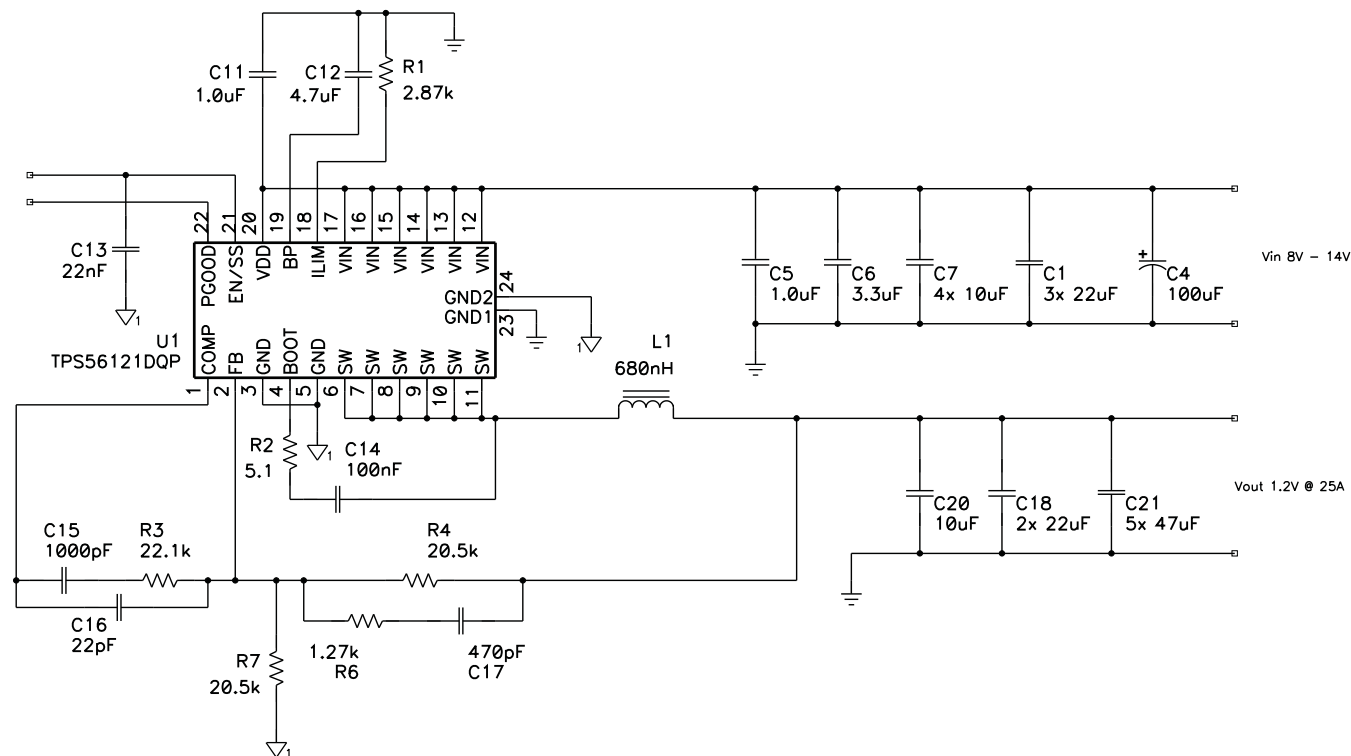 C11
1.0uF
C12
4.7uF
R1
2.87k
22
21
20
19
18
17
16
15
14
13
12
PGOOD
EN/SS
VDD
BP
ILIM
VIN
VIN
VIN
VIN
VIN
VIN
C13
22nF
1
U1
TPS56121DQP
GND2
24
GND1
23
1
COMP
FB
GND
BOOT
GND
SW
SW
SW
SW
SW
SW
1
2
3
4
5
6
7
8
9
10
11
C5
1.0uF
C6
3.3uF
C7
4x 10uF
C1
3x 22uF
+
C4
100uF
Vin 8V - 14V
L1
680nH
R2
5.1
1
C14
100nF
C20
10uF
C18
2x 22uF
C21
5x 47uF
Vout 1.2V @ 25A
C15
1000pF
R3
22.1k
R4
20.5k
C16
22pF
1.27k
R6
470pF
C17
R7
20.5k
1